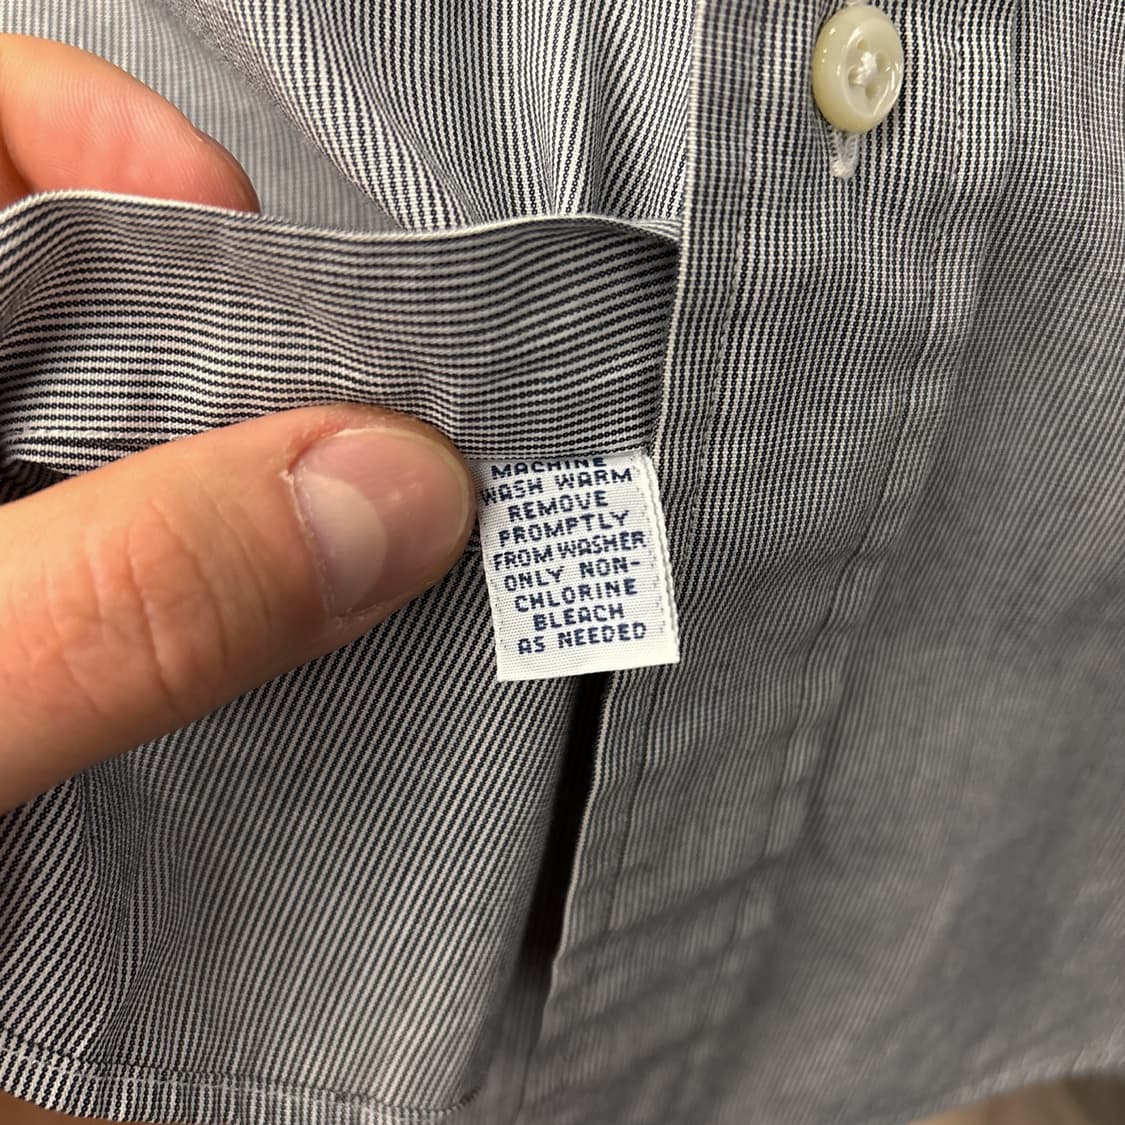 MACHINE
WASH WARM
REMOVE
PROMPTLY
FROM WASHER
ONLY NON-
CHLORINE
BLEACH
AS NEEDED